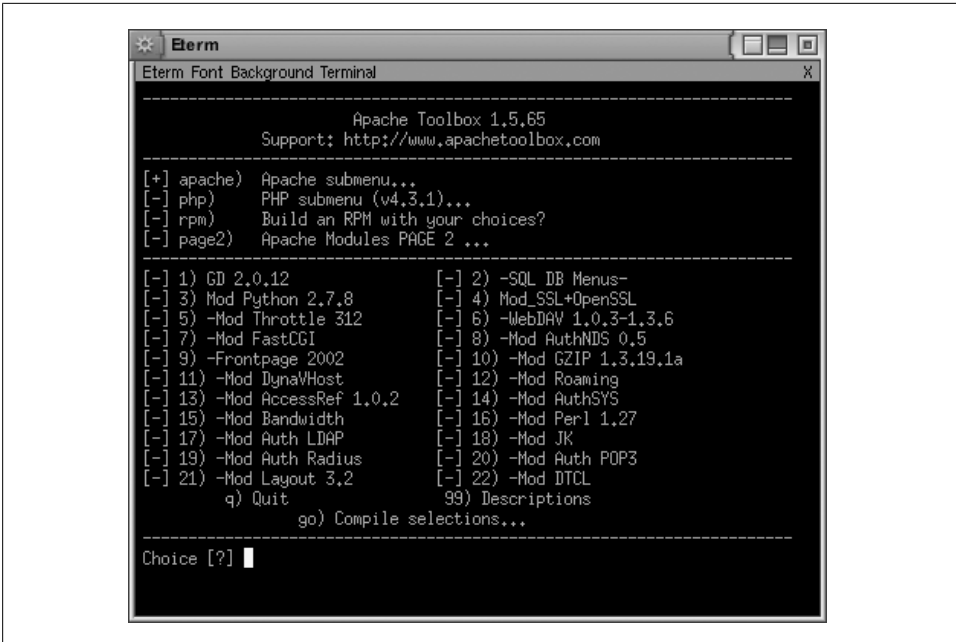 Eterm
Eterm Font Background Terminal X
--------------------------------------------------------------------------------
Apache Toolbox 1.5.65
Support: http://www.apachetoolbox.com
--------------------------------------------------------------------------------
[+] apache) Apache submenu...
[-] php) PHP submenu (v4.3.1)...
[-] rpm) Build an RPM with your choices?
[-] page2) Apache Modules PAGE 2 ...
--------------------------------------------------------------------------------
[-] 1) GD 2.0.12 [-] 2) -SQL DB Menus-
[-] 3) Mod Python 2.7.8 [-] 4) Mod_SSL+OpenSSL
[-] 5) -Mod Throttle 312 [-] 6) -WebDAV 1.0.3-1.3.6
[-] 7) -Mod FastCGI [-] 8) -Mod AuthNDS 0.5
[-] 9) -Frontpage 2002 [-] 10) -Mod GZIP 1.3.19.1a
[-] 11) -Mod DynaVHost [-] 12) -Mod Roaming
[-] 13) -Mod AccessRef 1.0.2 [-] 14) -Mod AuthSYS
[-] 15) -Mod Bandwidth [-] 16) -Mod Perl 1.27
[-] 17) -Mod Auth LDAP [-] 18) -Mod JK
[-] 19) -Mod Auth Radius [-] 20) -Mod Auth POP3
[-] 21) -Mod Layout 3.2 [-] 22) -Mod DTCL
q) Quit 99) Descriptions
go) Compile selections...
--------------------------------------------------------------------------------
Choice [?]